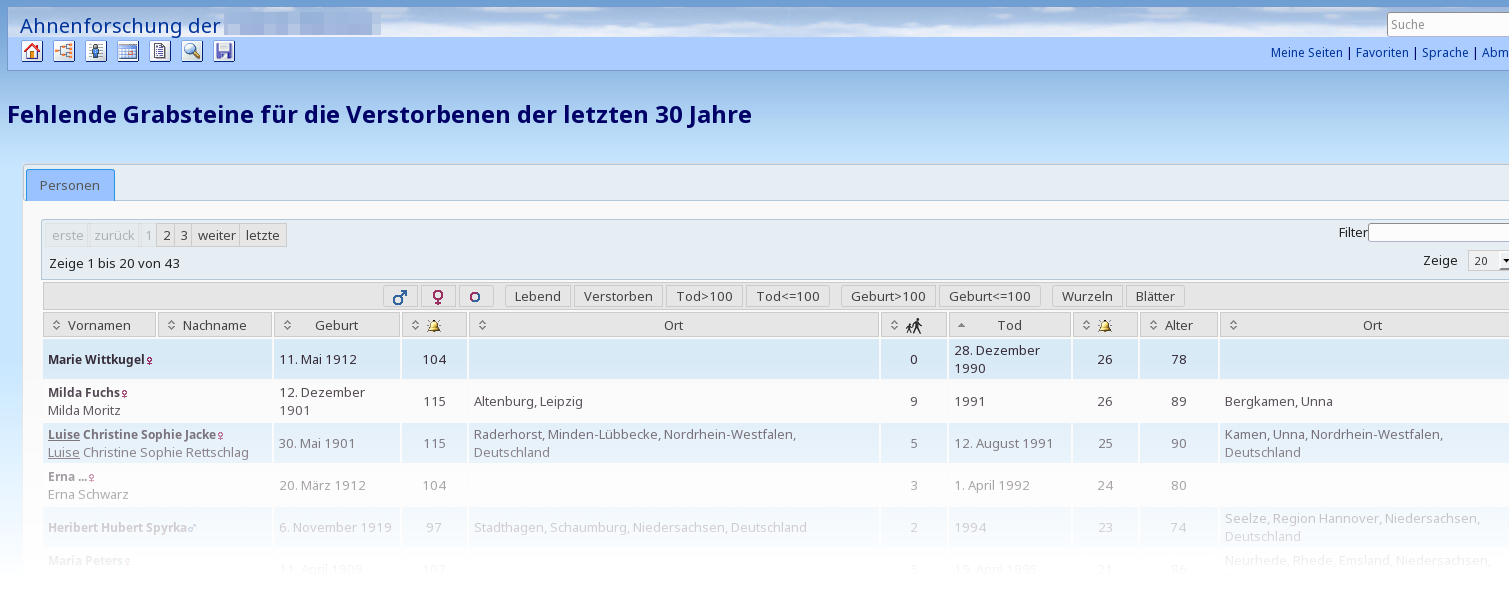 Ahnenforschung der
Suche
Meine Seiten | Favoriten | Sprache | Abm
Fehlende Grabsteine für die Verstorbenen der letzten 30 Jahre
Personen
erste zurück 1 2 3 weiter letzte
Filter
Zeige 1 bis 20 von 43
Zeige 20
Lebend Verstorben Tod>100 Tod<=100 Geburt>100 Geburt<=100 Wurzeln Blätter
Vornamen Nachname Geburt Ort Tod Alter Ort
Marie Wittkugel♀ 11. Mai 1912 104 0 28. Dezember 1990 26 78
Milda Fuchs♀
Milda Moritz
12. Dezember
1901
115 Altenburg, Leipzig 9 1991 26 89 Bergkamen, Unna
Luise Christine Sophie Jacke♀
Luise Christine Sophie Rettschlag
30. Mai 1901 115
Raderhorst, Minden-Lübbecke, Nordrhein-Westfalen,
Deutschland
5 12. August 1991 25 90
Kamen, Unna, Nordrhein-Westfalen,
Deutschland
Erna ...♀
Erna Schwarz
20. März 1912 104 3 1. April 1992 24 80
Heribert Hubert Spyrka♂ 6. November 1919 97 Stadthagen, Schaumburg, Niedersachsen, Deutschland 2 1994 23 74
Seelze, Region Hannover, Niedersachsen,
Deutschland
Maria Peters♀
11. April 1909 107 5 15. April 1995 21 86
Neurhede, Rhede, Emsland, Niedersachsen,